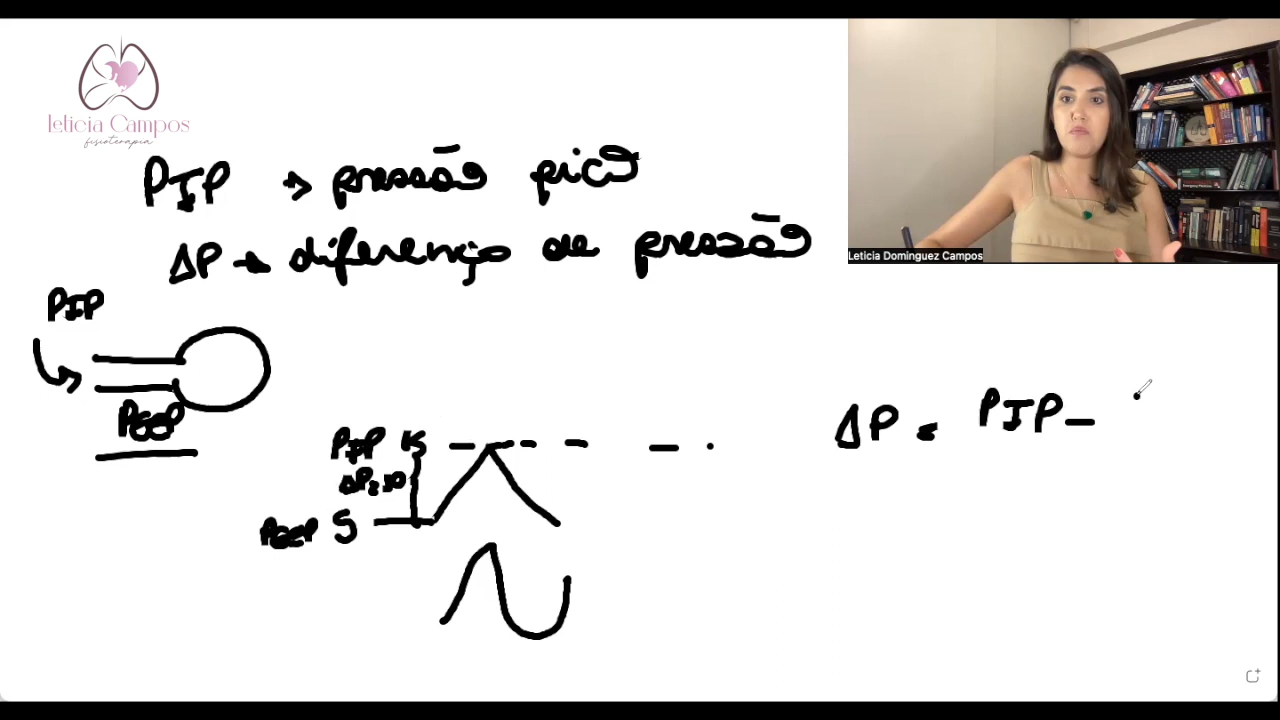 leticia Campos
fisioterapia
PIP → pressão pico
ΔP → diferença de pressão
PIP
PEEP
PIP 15
ΔP=10
PEEP 5
ΔP = PIP -
Leticia Dominguez Campos